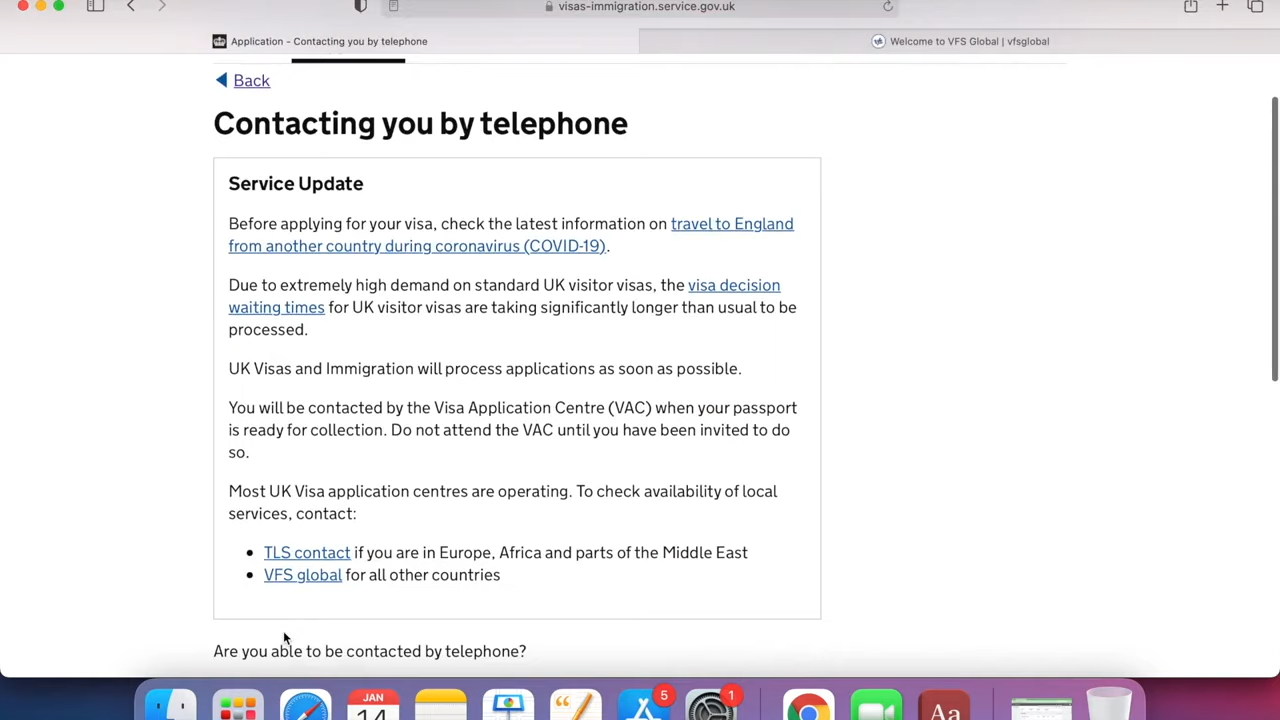 visas-immigration.service.gov.uk
Application - Contacting you by telephone
Welcome to VFS Global | vfsglobal
Back
Contacting you by telephone
Service Update
Before applying for your visa, check the latest information on travel to England
from another country during coronavirus (COVID-19).
Due to extremely high demand on standard UK visitor visas, the visa decision
waiting times for UK visitor visas are taking significantly longer than usual to be
processed.
UK Visas and Immigration will process applications as soon as possible.
You will be contacted by the Visa Application Centre (VAC) when your passport
is ready for collection. Do not attend the VAC until you have been invited to do
so.
Most UK Visa application centres are operating. To check availability of local
services, contact:
• TLS contact if you are in Europe, Africa and parts of the Middle East
• VFS global for all other countries
Are you able to be contacted by telephone?
JAN
14
5
1
Aa